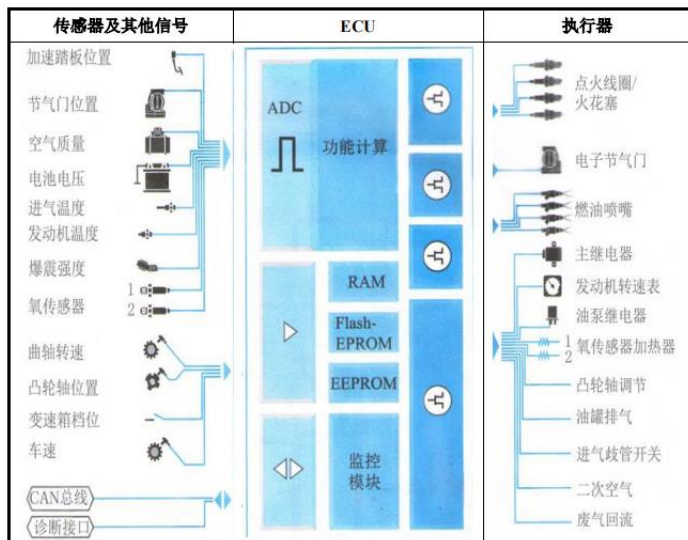 传感器及其他信号
ECU
执行器
加速踏板位置
节气门位置
空气质量
电池电压
进气温度
发动机温度
爆震强度
1
氧传感器
2
曲轴转速
凸轮轴位置
变速箱档位
车速
CAN总线
诊断接口
ADC
功能计算
RAM
Flash-
EPROM
EEPROM
监控
模块
点火线圈/
火花塞
电子节气门
燃油喷嘴
主继电器
发动机转速表
油泵继电器
1
氧传感器加热器
2
凸轮轴调节
油罐排气
进气歧管开关
二次空气
废气回流